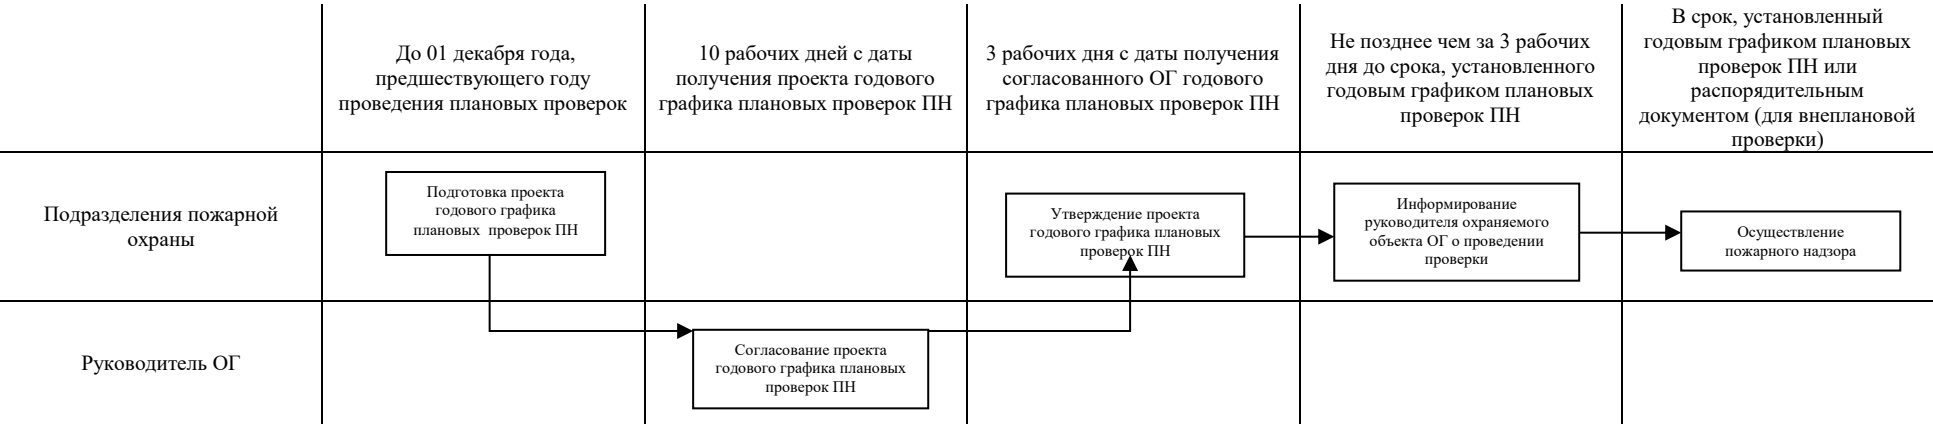 До 01 декабря года,
предшествующего году
проведения плановых проверок
10 рабочих дней с даты
получения проекта годового
графика плановых проверок ПН
3 рабочих дня с даты получения
согласованного ОГ годового
графика плановых проверок ПН
Не позднее чем за 3 рабочих
дня до срока, установленного
годовым графиком плановых
проверок ПН
В срок, установленный
годовым графиком плановых
проверок ПН или
распорядительным
документом (для внеплановой
проверки)
Подразделения пожарной
охраны
Подготовка проекта
годового графика
плановых проверок ПН
Утверждение проекта
годового графика плановых
проверок ПН
Информирование
руководителя охраняемого
объекта ОГ о проведении
проверки
Осуществление
пожарного надзора
Руководитель ОГ
Согласование проекта
годового графика плановых
проверок ПН